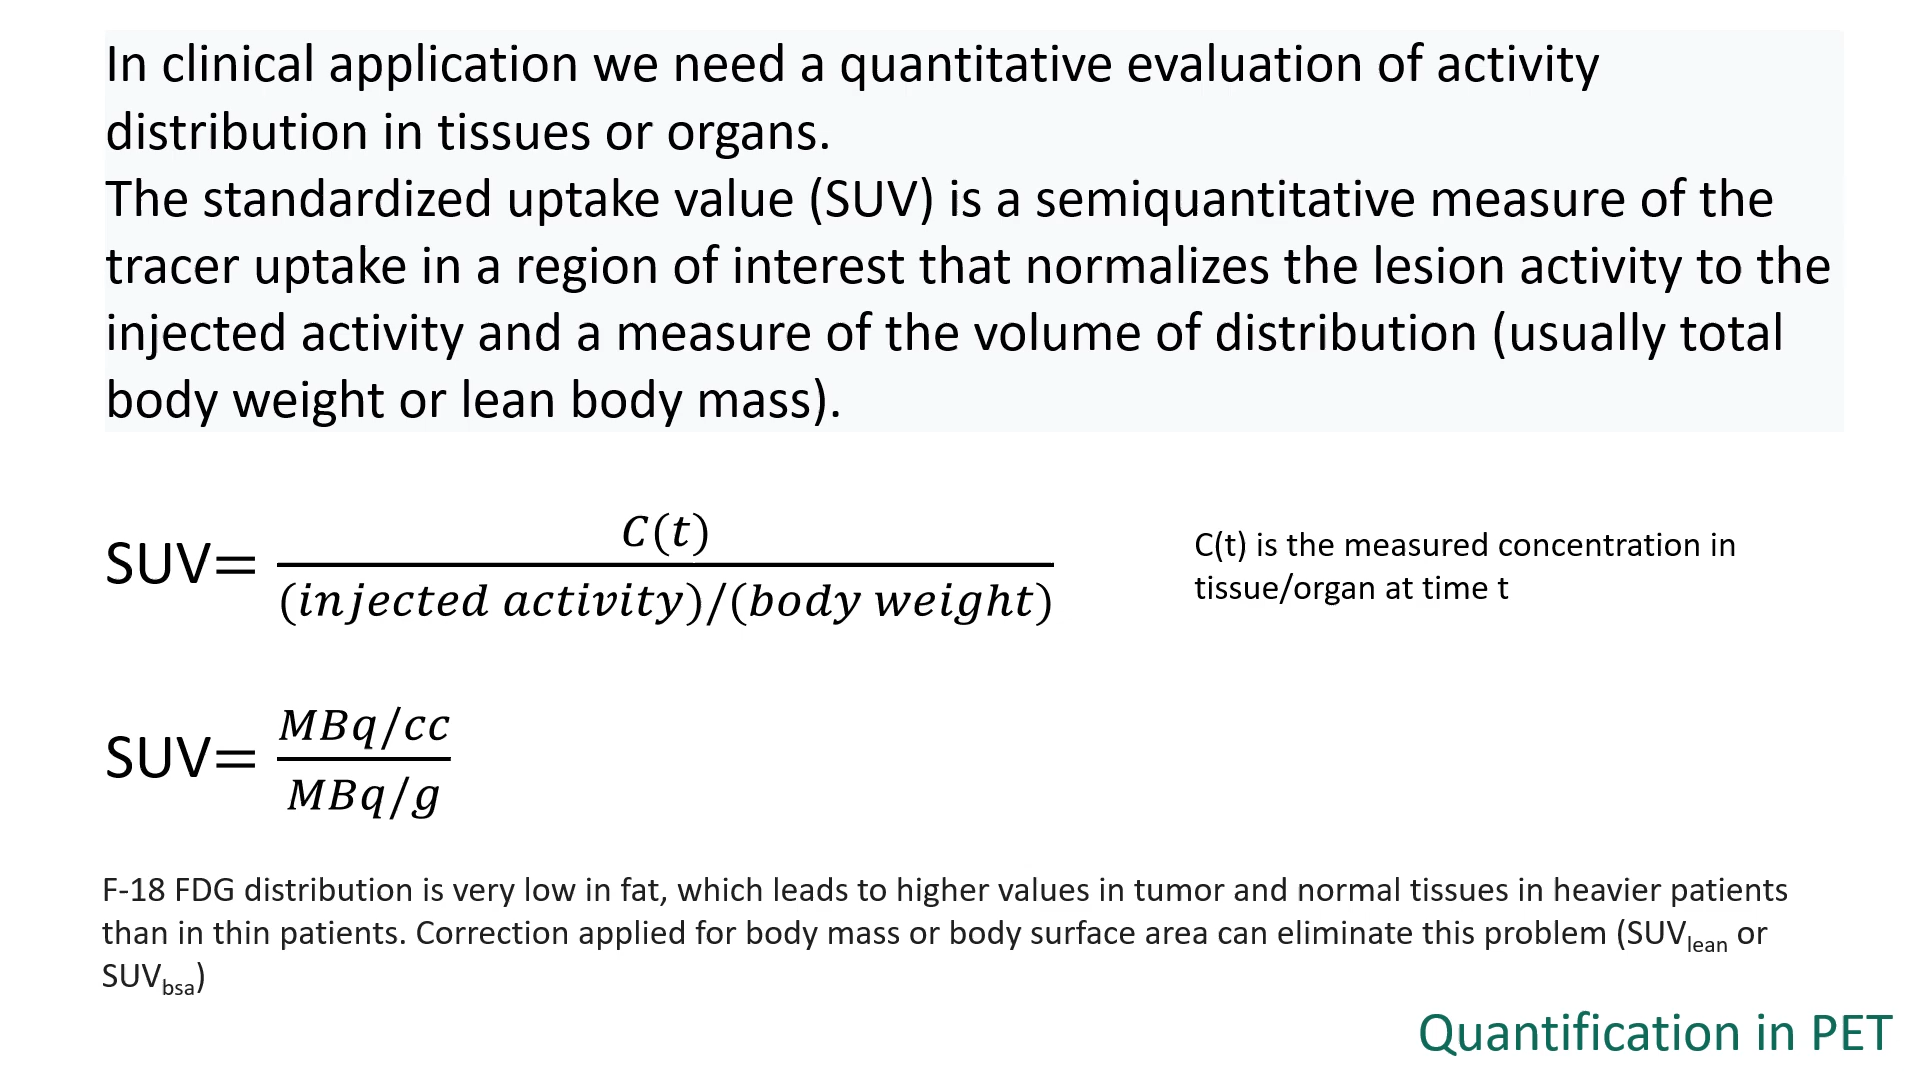 In clinical application we need a quantitative evaluation of activity
distribution in tissues or organs.
The standardized uptake value (SUV) is a semiquantitative measure of the
tracer uptake in a region of interest that normalizes the lesion activity to the
injected activity and a measure of the volume of distribution (usually total
body weight or lean body mass).
SUV= C(t) / (injected activity)/(body weight)
C(t) is the measured concentration in
tissue/organ at time t
SUV= MBq/cc / MBq/g
F-18 FDG distribution is very low in fat, which leads to higher values in tumor and normal tissues in heavier patients
than in thin patients. Correction applied for body mass or body surface area can eliminate this problem (SUVlean or
SUVbsa)
Quantification in PET